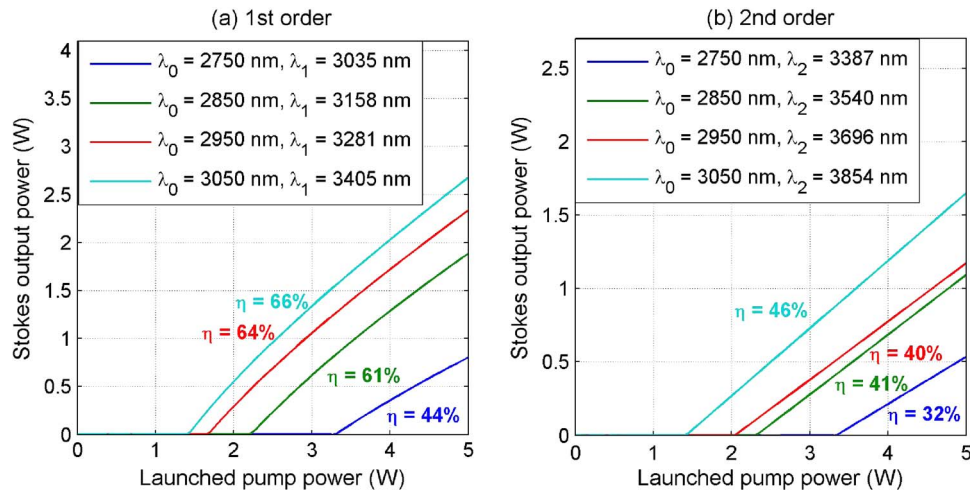 (a) 1st order
Stokes output power (W)
4
3.5
3
2.5
2
1.5
1
0.5
0
λ0 = 2750 nm, λ1 = 3035 nm
λ0 = 2850 nm, λ1 = 3158 nm
λ0 = 2950 nm, λ1 = 3281 nm
λ0 = 3050 nm, λ1 = 3405 nm
η = 66%
η = 64%
η = 61%
η = 44%
0 1 2 3 4 5
Launched pump power (W)
(b) 2nd order
Stokes output power (W)
2.5
2
1.5
1
0.5
0
λ0 = 2750 nm, λ2 = 3387 nm
λ0 = 2850 nm, λ2 = 3540 nm
λ0 = 2950 nm, λ2 = 3696 nm
λ0 = 3050 nm, λ2 = 3854 nm
η = 46%
η = 40%
η = 41%
η = 32%
0 1 2 3 4 5
Launched pump power (W)